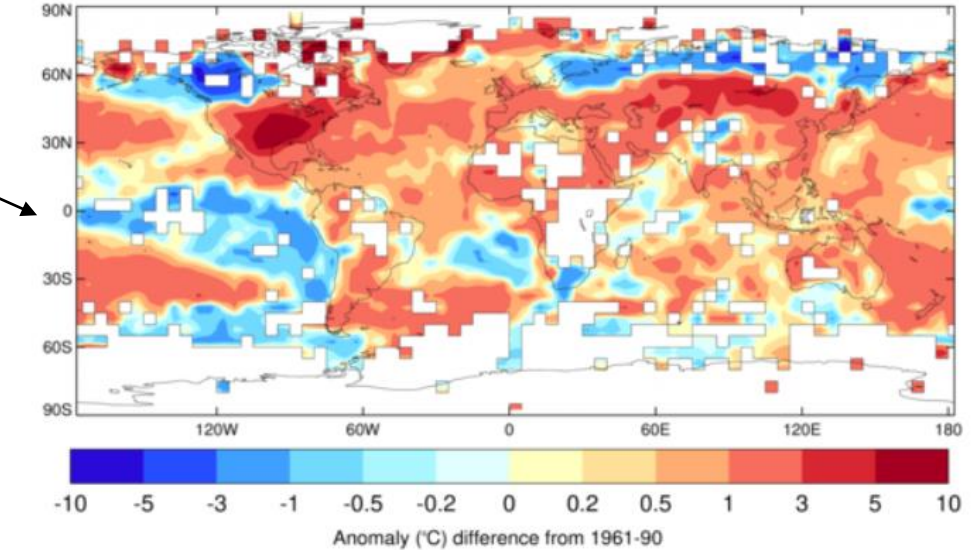 90N
60N
30N
0
30S
60S
90S
120W 60W 0 60E 120E 180
-10 -5 -3 -1 -0.5 -0.2 0 0.2 0.5 1 3 5 10
Anomaly (°C) difference from 1961-90